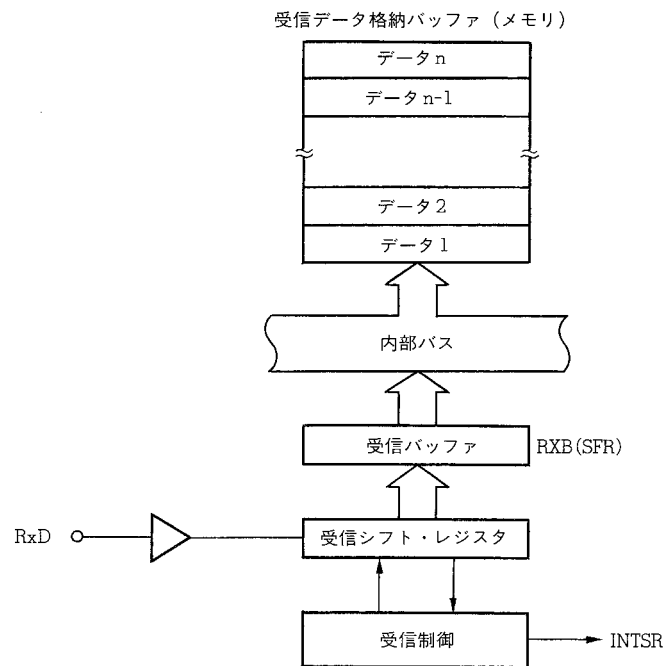 受信データ格納バッファ（メモリ）
データn
データn-1
データ2
データ1
内部バス
受信バッファ
RXB(SFR)
RxD
受信シフト・レジスタ
受信制御
INTSR